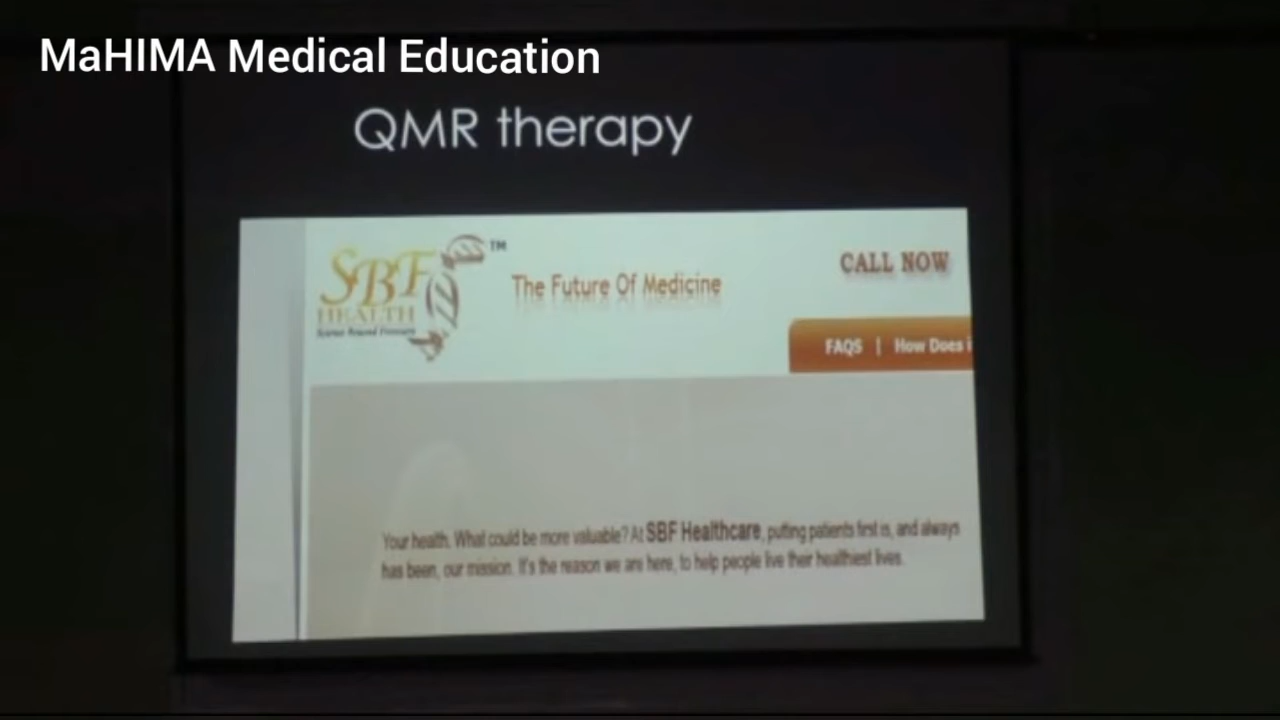 MaHIMA Medical Education
QMR therapy
SBF
HEALTH
TM
The Future Of Medicine
CALL NOW
FAQS | How Does i
Your health. What could be more valuable? At SBF Healthcare, putting patients first is, and always
has been, our mission. It's the reason we are here, to help people live their healthiest lives.